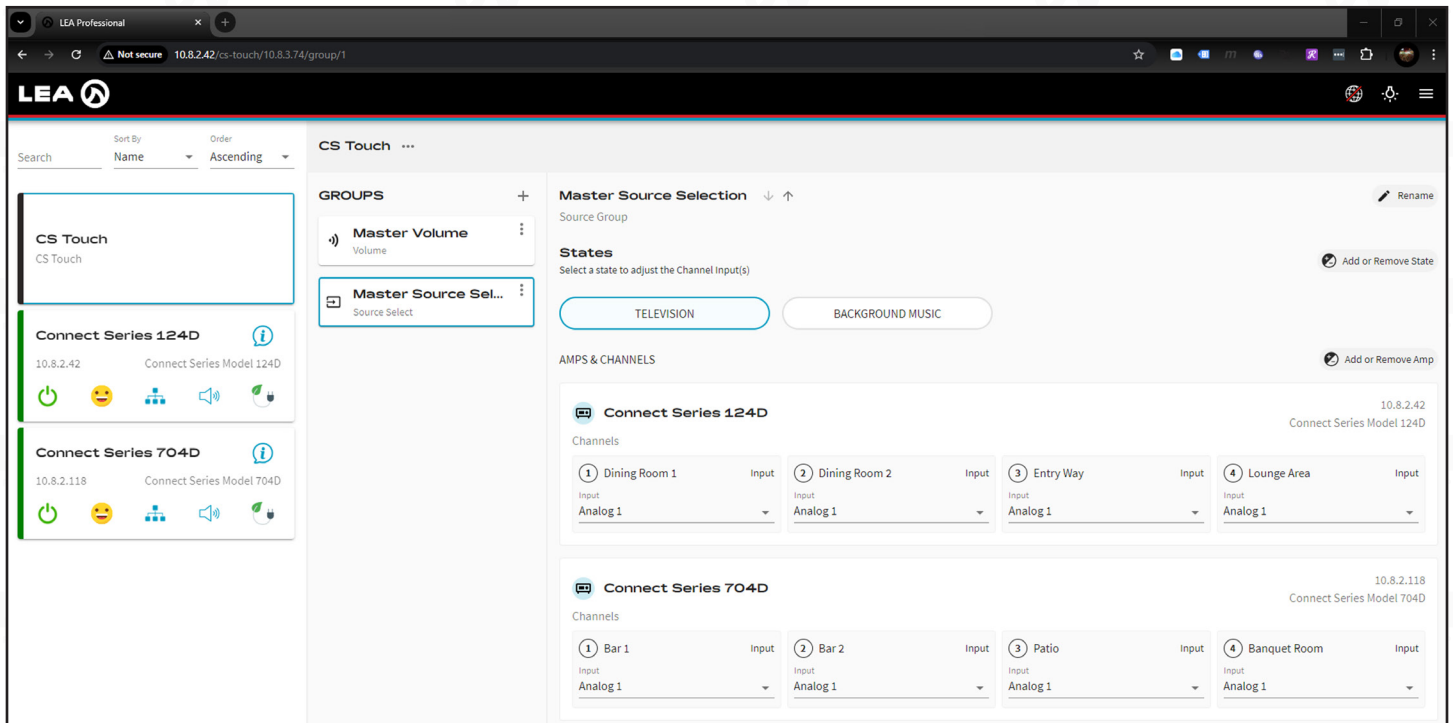 LEA Professional
Not secure 10.8.2.42/cs-touch/10.8.3.74/group/1
LEA
Search
Sort By
Name
Order
Ascending
CS Touch
CS Touch
Connect Series 124D
10.8.2.42 Connect Series Model 124D
Connect Series 704D
10.8.2.118 Connect Series Model 704D
CS Touch ...
GROUPS
Master Volume
Volume
Master Source Sel...
Source Select
Master Source Selection
Rename
Source Group
States
Select a state to adjust the Channel Input(s)
Add or Remove State
TELEVISION BACKGROUND MUSIC
AMPS & CHANNELS
Add or Remove Amp
Connect Series 124D
10.8.2.42
Connect Series Model 124D
Channels
1 Dining Room 1 Input 2 Dining Room 2 Input 3 Entry Way Input 4 Lounge Area Input
Input Input Input Input
Analog 1 Analog 1 Analog 1 Analog 1
Connect Series 704D
10.8.2.118
Connect Series Model 704D
Channels
1 Bar 1 Input 2 Bar 2 Input 3 Patio Input 4 Banquet Room Input
Input Input Input Input
Analog 1 Analog 1 Analog 1 Analog 1